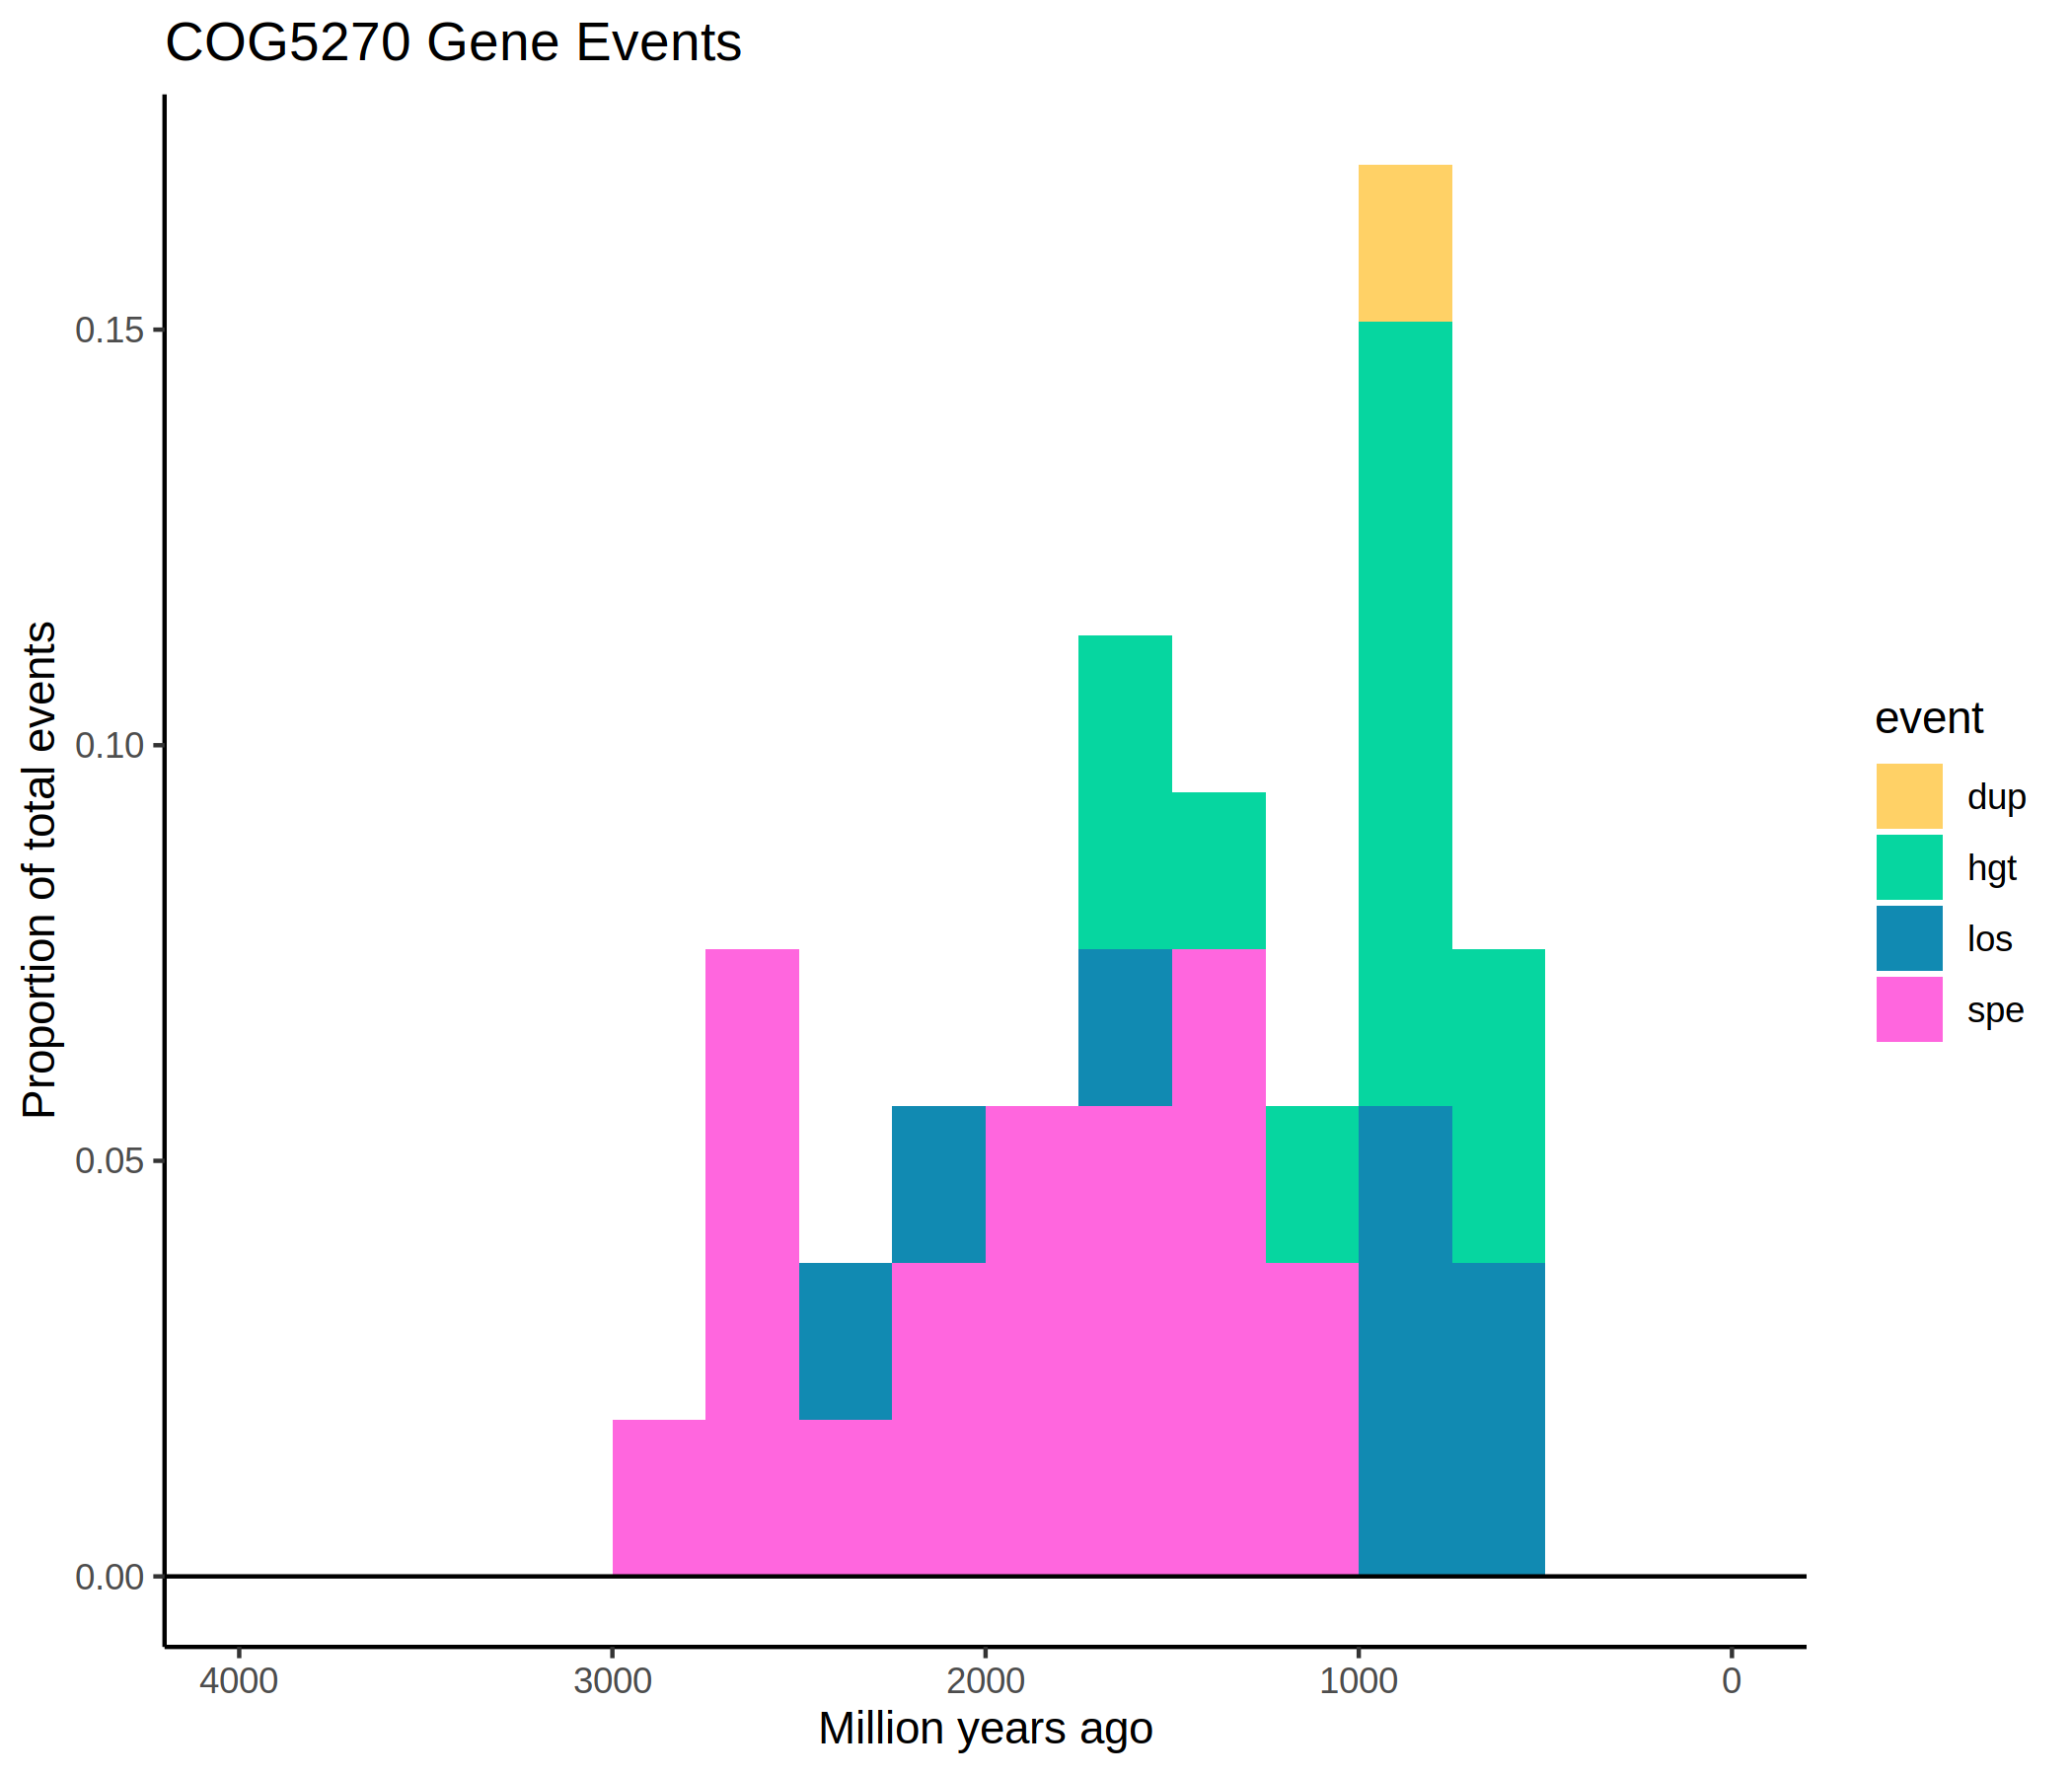 COG5270 Gene Events
Proportion of total events
0.15
0.10
0.05
0.00
4000 3000 2000 1000 0
Million years ago
event
dup
hgt
los
spe